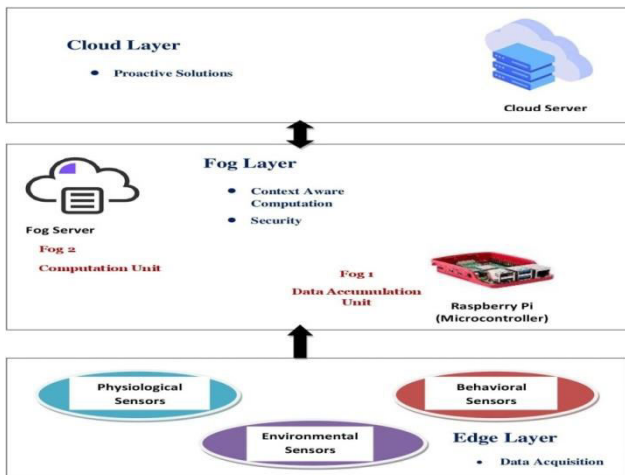 Cloud Layer
• Proactive Solutions
Cloud Server
Fog Layer
• Context Aware
Computation
• Security
Fog Server
Fog 2
Computation Unit
Fog 1
Data Accumulation
Unit
Raspberry Pi
(Microcontroller)
Physiological
Sensors
Behavioral
Sensors
Environmental
Sensors
Edge Layer
• Data Acquisition